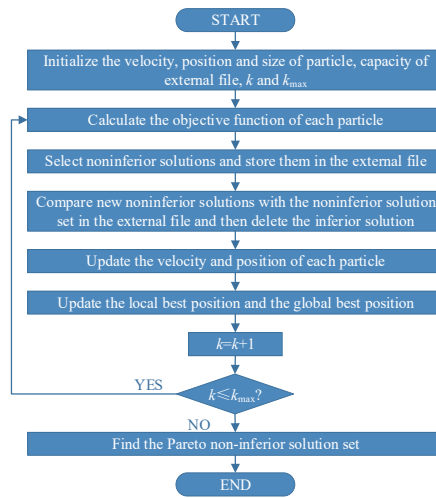 START
Initialize the velocity, position and size of particle, capacity of
external file, k and kmax
Calculate the objective function of each particle
Select noninferior solutions and store them in the external file
Compare new noninferior solutions with the noninferior solution
set in the external file and then delete the inferior solution
Update the velocity and position of each particle
Update the local best position and the global best position
k=k+1
YES
k≤kmax?
NO
Find the Pareto non-inferior solution set
END